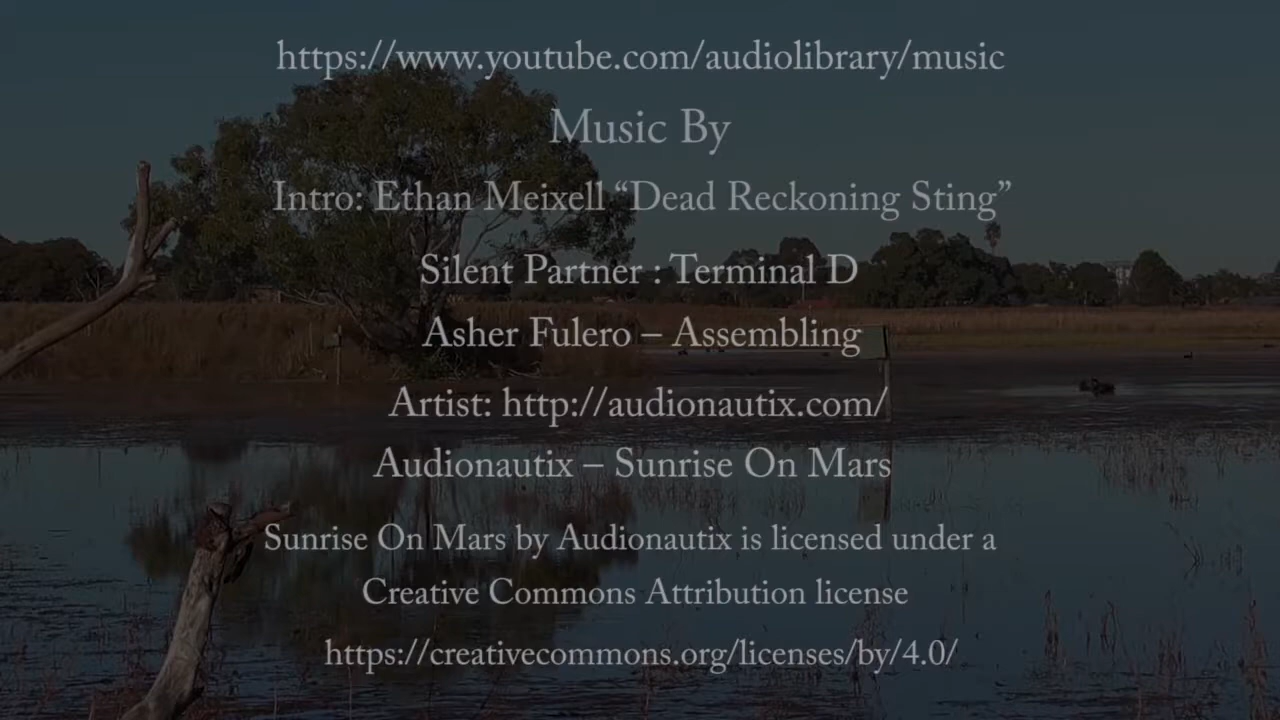 https://www.youtube.com/audiolibrary/music
Music By
Intro: Ethan Meixell “Dead Reckoning Sting”
Silent Partner : Terminal D
Asher Fulero – Assembling
Artist: http://audionautix.com/
Audionautix – Sunrise On Mars
Sunrise On Mars by Audionautix is licensed under a
Creative Commons Attribution license
https://creativecommons.org/licenses/by/4.0/